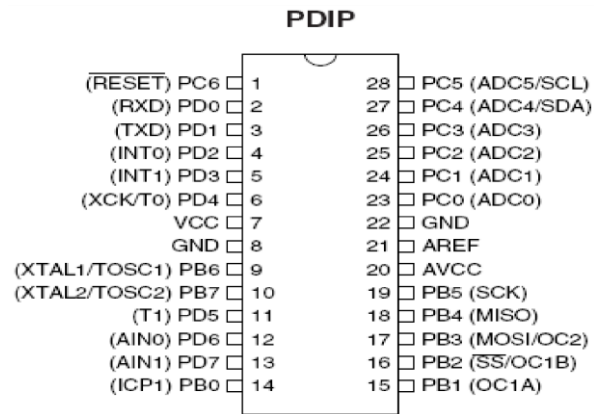 PDIP
(RESET) PC6 1 28 PC5 (ADC5/SCL)
(RXD) PD0 2 27 PC4 (ADC4/SDA)
(TXD) PD1 3 26 PC3 (ADC3)
(INT0) PD2 4 25 PC2 (ADC2)
(INT1) PD3 5 24 PC1 (ADC1)
(XCK/T0) PD4 6 23 PC0 (ADC0)
VCC 7 22 GND
GND 8 21 AREF
(XTAL1/TOSC1) PB6 9 20 AVCC
(XTAL2/TOSC2) PB7 10 19 PB5 (SCK)
(T1) PD5 11 18 PB4 (MISO)
(AIN0) PD6 12 17 PB3 (MOSI/OC2)
(AIN1) PD7 13 16 PB2 (SS/OC1B)
(ICP1) PB0 14 15 PB1 (OC1A)